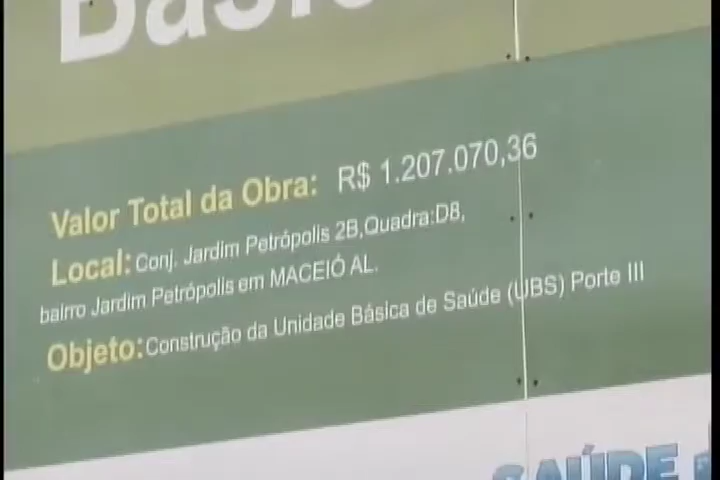 Valor Total da Obra: R$ 1.207.070,36
Local: Conj. Jardim Petrópolis 2B,Quadra:D8,
bairro Jardim Petrópolis em MACEIÓ AL.
Objeto: Construção da Unidade Básica de Saúde (UBS) Porte III
SAÚDE